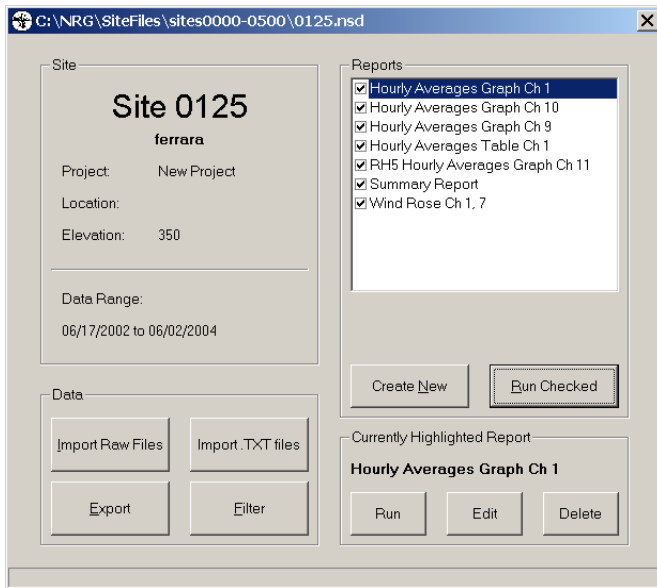 C:\NRG\SiteFiles\sites0000-0500\0125.nsd
Site
Site 0125
ferrara
Project: New Project
Location:
Elevation: 350
Data Range:
06/17/2002 to 06/02/2004
Data
Import Raw Files
Import .TXT files
Export
Filter
Reports
Hourly Averages Graph Ch 1
Hourly Averages Graph Ch 10
Hourly Averages Graph Ch 9
Hourly Averages Table Ch 1
RH5 Hourly Averages Graph Ch 11
Summary Report
Wind Rose Ch 1, 7
Create New
Run Checked
Currently Highlighted Report
Hourly Averages Graph Ch 1
Run
Edit
Delete